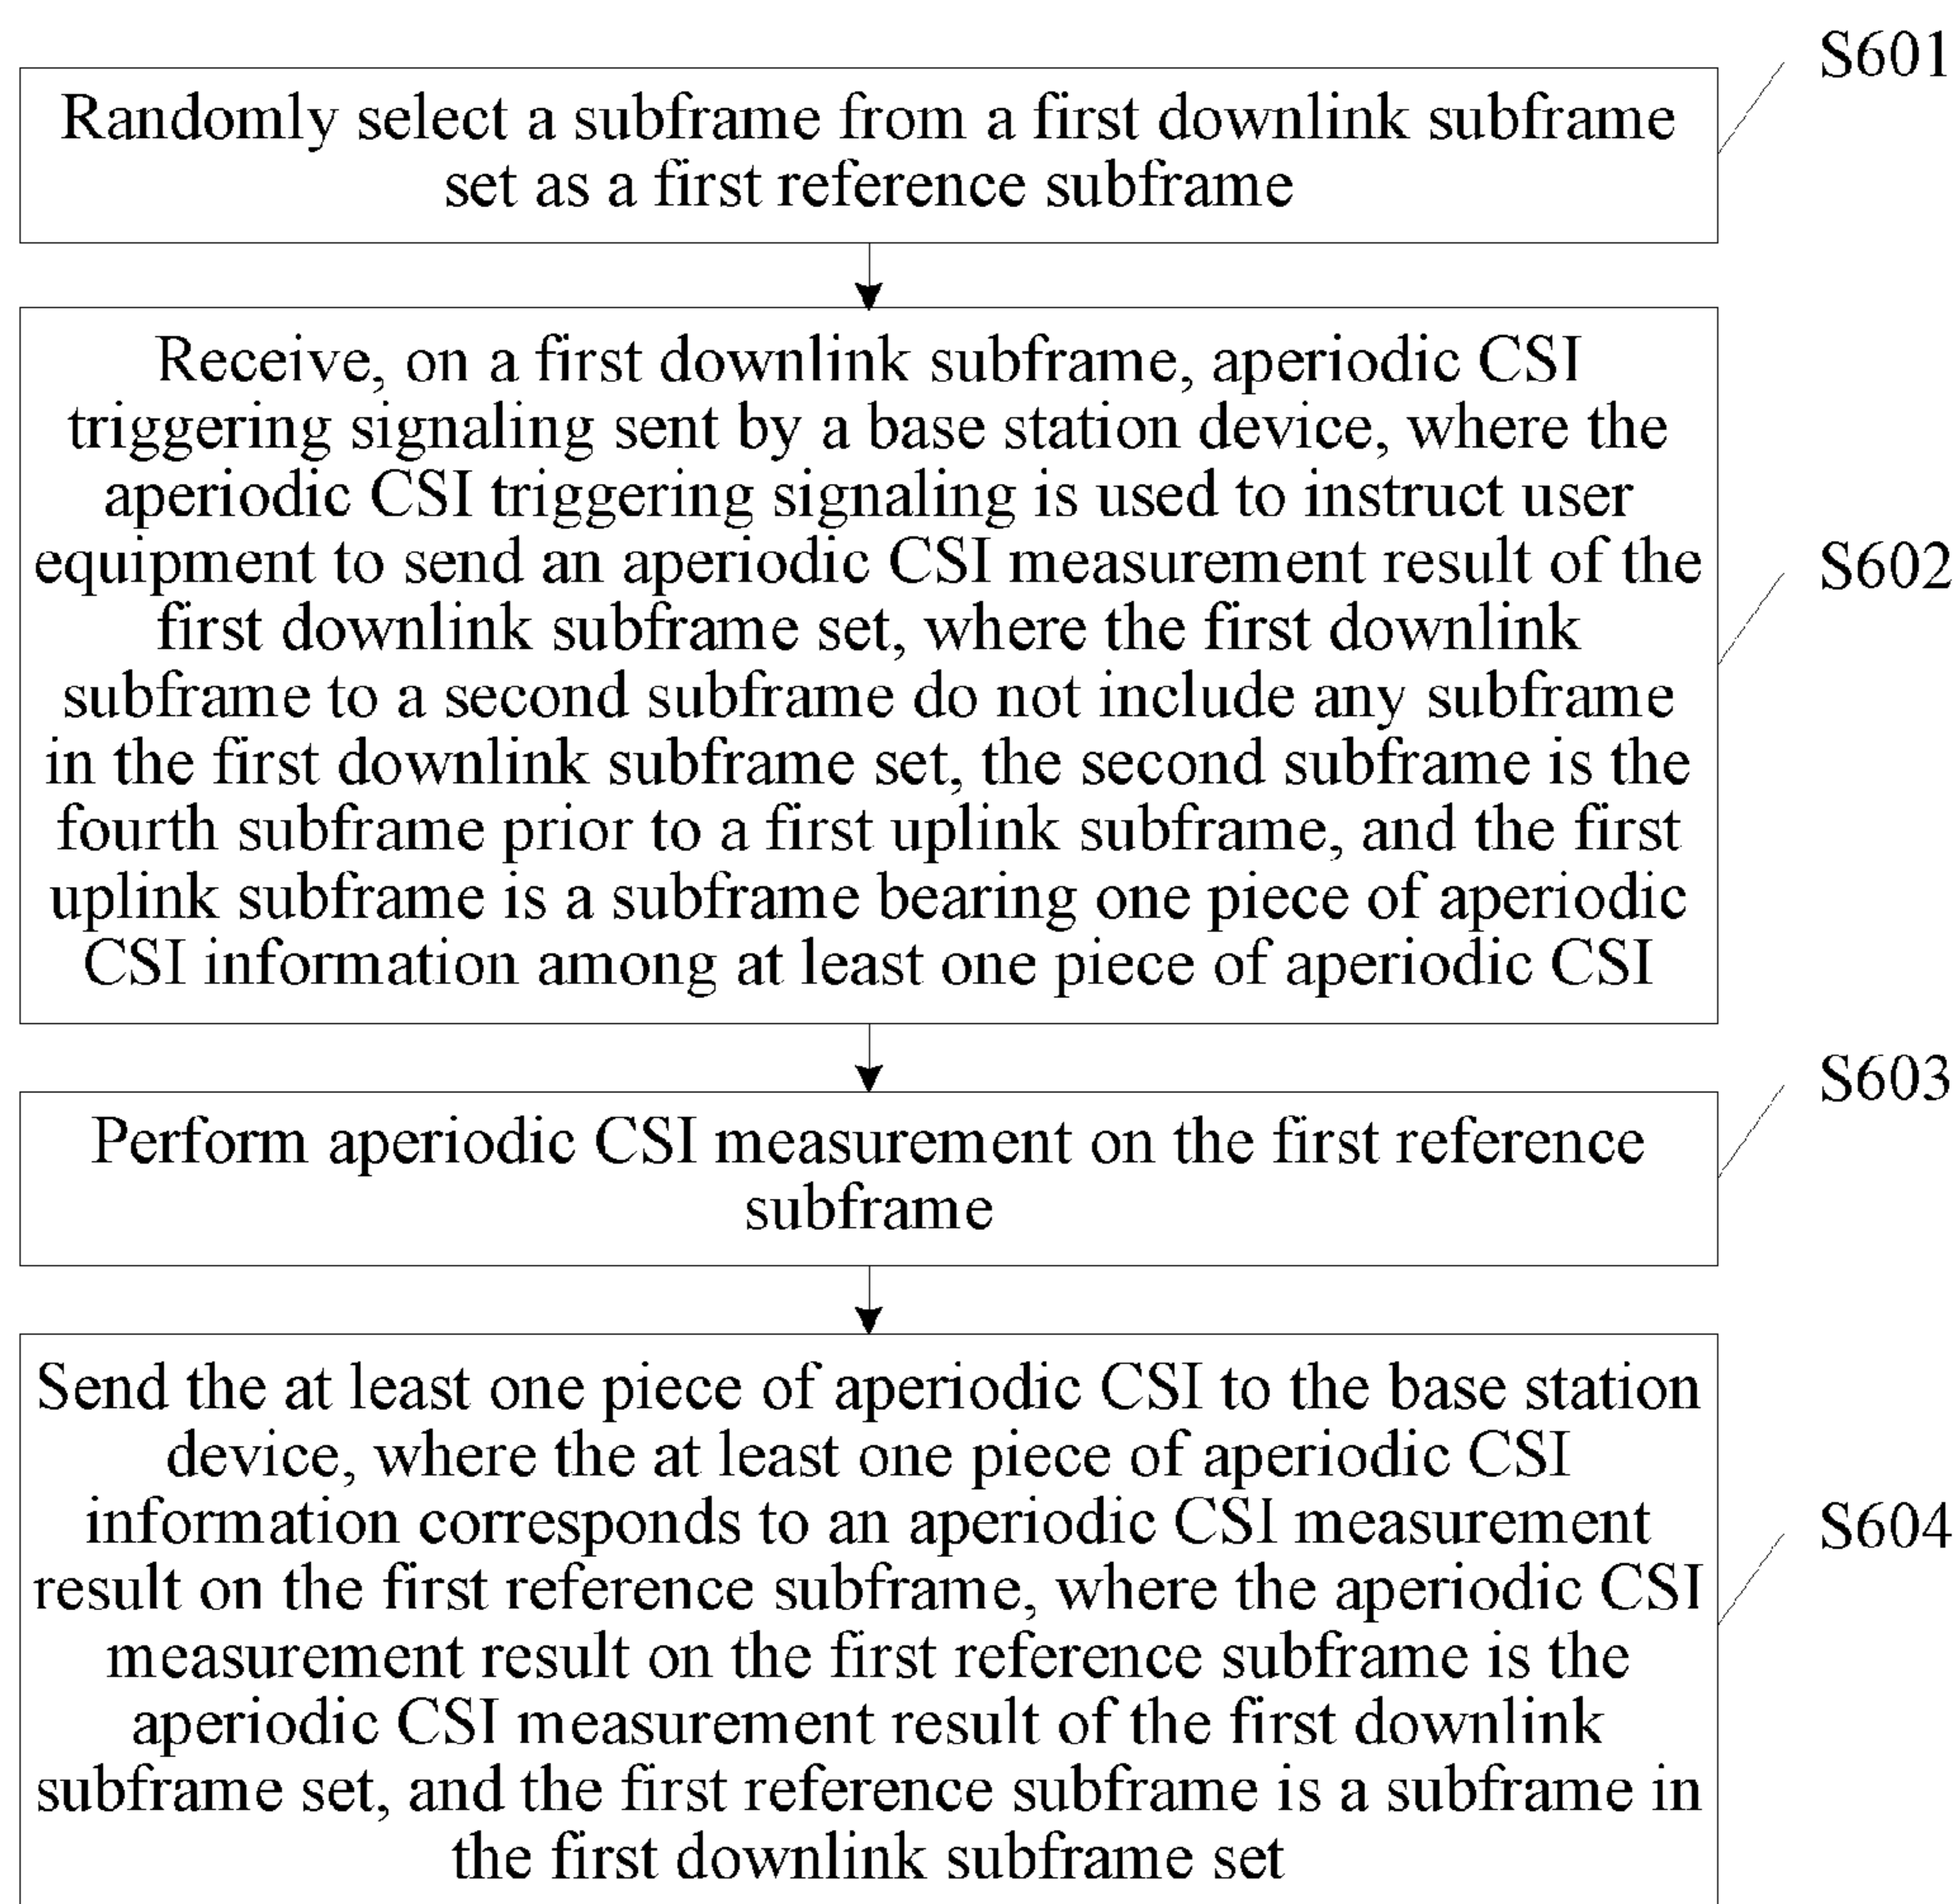 S601
Randomly select a subframe from a first downlink subframe
set as a first reference subframe
Receive, on a first downlink subframe, aperiodic CSI
triggering signaling sent by a base station device, where the
aperiodic CSI triggering signaling is used to instruct user
equipment to send an aperiodic CSI measurement result of the
first downlink subframe set, where the first downlink
subframe to a second subframe do not include any subframe
in the first downlink subframe set, the second subframe is the
fourth subframe prior to a first uplink subframe, and the first
uplink subframe is a subframe bearing one piece of aperiodic
CSI information among at least one piece of aperiodic CSI
S602
S603
Perform aperiodic CSI measurement on the first reference
subframe
Send the at least one piece of aperiodic CSI to the base station
device, where the at least one piece of aperiodic CSI
information corresponds to an aperiodic CSI measurement
result on the first reference subframe, where the aperiodic CSI
measurement result on the first reference subframe is the
aperiodic CSI measurement result of the first downlink
subframe set, and the first reference subframe is a subframe in
the first downlink subframe set
S604